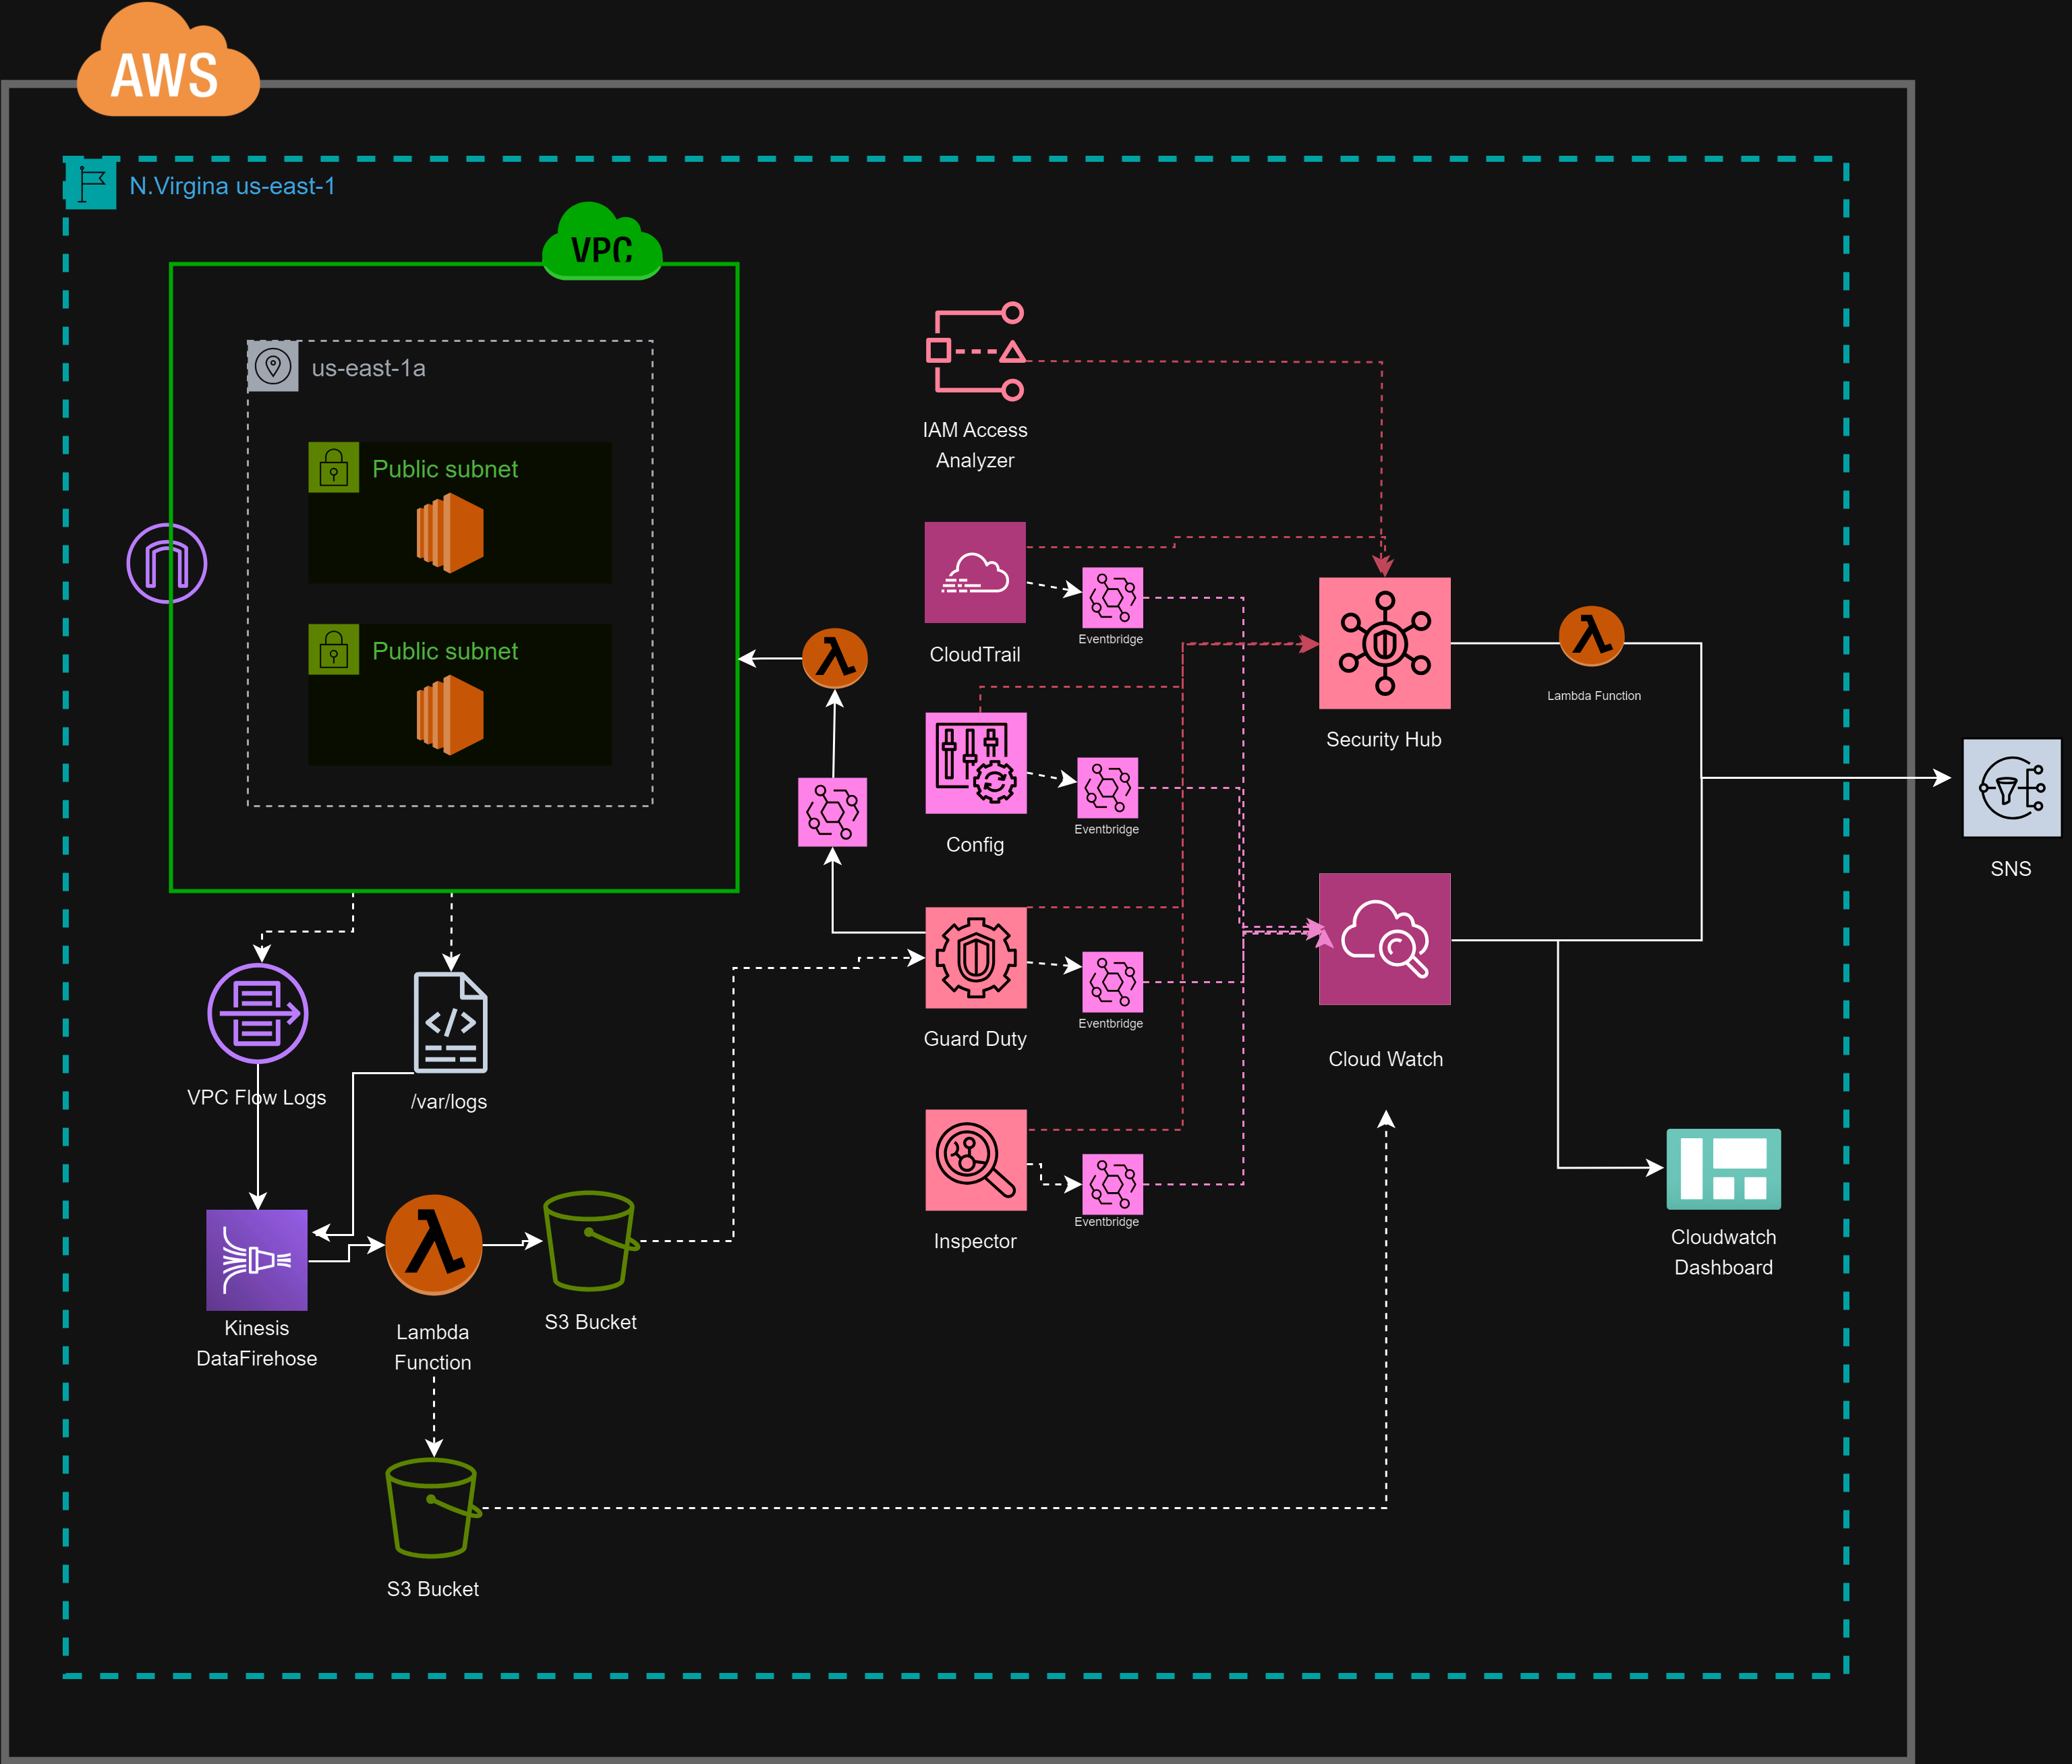 AWS
N.Virgina us-east-1
VPC
us-east-1a
Public subnet
Public subnet
IAM Access
Analyzer
CloudTrail
Eventbridge
Config
Eventbridge
Guard Duty
Eventbridge
Inspector
Eventbridge
Security Hub
Lambda Function
SNS
Cloud Watch
Cloudwatch
Dashboard
VPC Flow Logs
/var/logs
Kinesis
DataFirehose
Lambda
Function
S3 Bucket
S3 Bucket